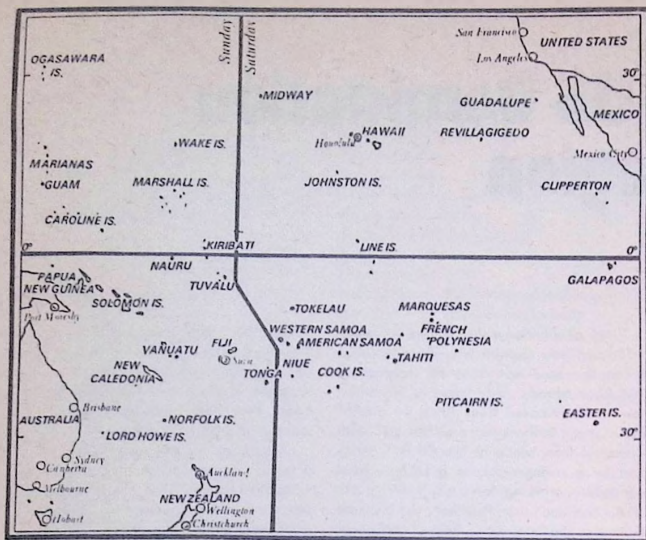 Sunday
Saturday
San Francisco
UNITED STATES
Los Angeles
OGASAWARA
IS.
30°
MIDWAY
GUADALUPE
MEXICO
HAWAII
Honolulu
REVILLAGIGEDO
WAKE IS.
Mexico City
MARIANAS
GUAM
MARSHALL IS.
JOHNSTON IS.
CLIPPERTON
CAROLINE IS.
0°
KIRIBATI
LINE IS.
0°
NAURU
PAPUA
NEW GUINEA
TUVALU
GALAPAGOS
SOLOMON IS.
Port Moresby
TOKELAU
MARQUESAS
WESTERN SAMOA
FRENCH
POLYNESIA
AMERICAN SAMOA
VANUATU
FIJI
Suva
TAHITI
NEW
CALEDONIA
TONGA
NIUE
COOK IS.
PITCAIRN IS.
Brisbane
AUSTRALIA
NORFOLK IS.
EASTER IS.
LORD HOWE IS.
30°
Sydney
Canberra
Auckland
Melbourne
NEW ZEALAND
Wellington
Hobart
Christchurch